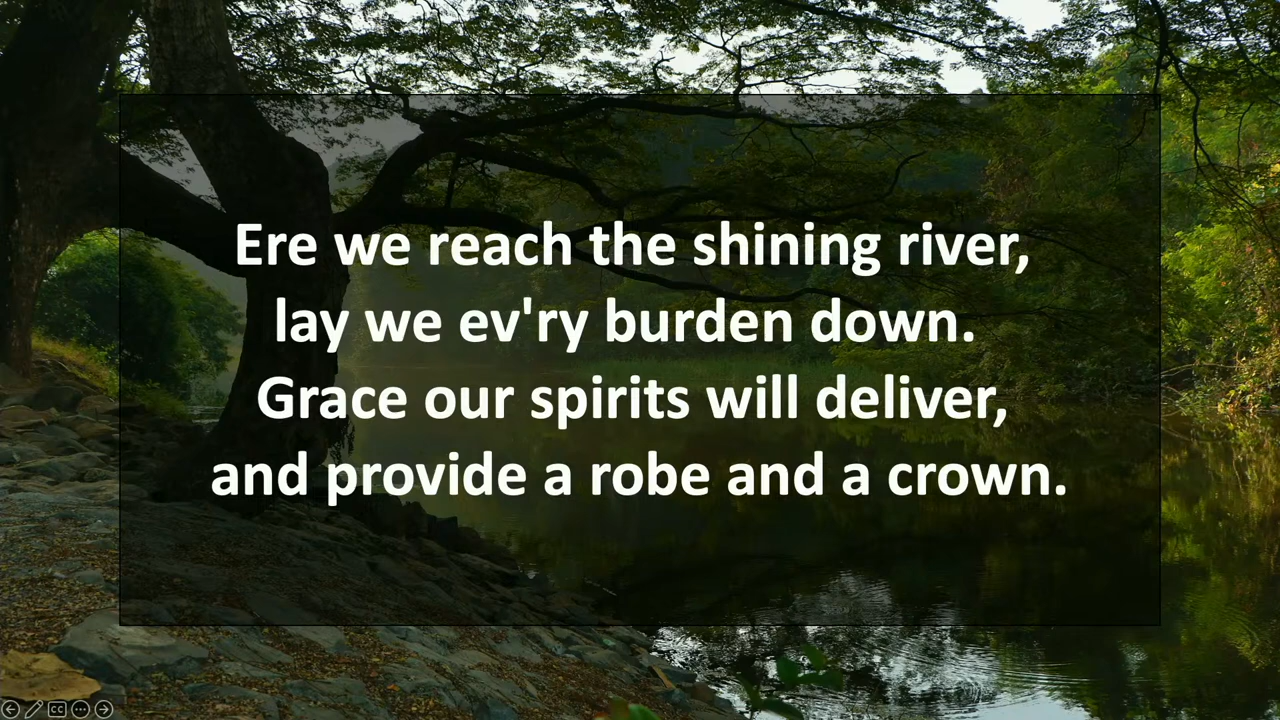 Ere we reach the shining river,
lay we ev'ry burden down.
Grace our spirits will deliver,
and provide a robe and a crown.